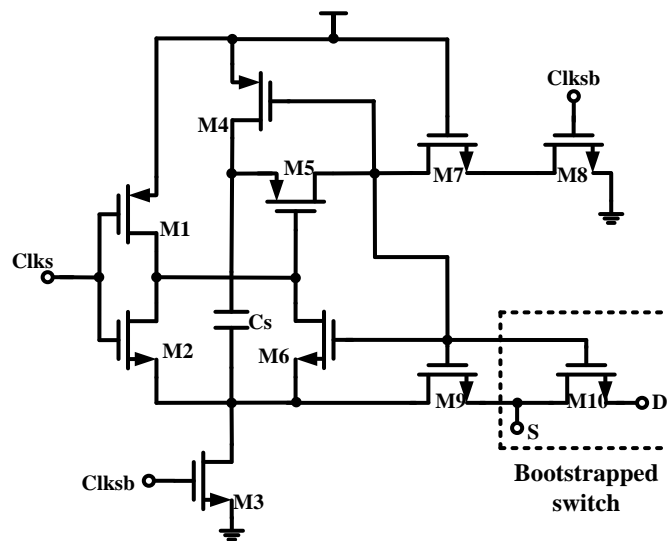 Clksb
M4
M5
M7
M8
M1
Clks
Cs
M2
M6
M9
M10
D
S
Clksb
M3
Bootstrapped
switch